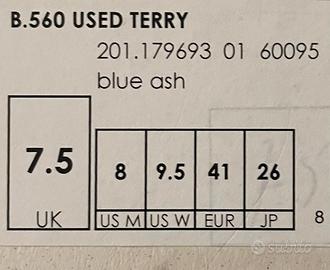 B.560 USED TERRY
201.179693 01 60095
blue ash
7.5 8 9.5 41 26
UK US M US W EUR JP 8
subito